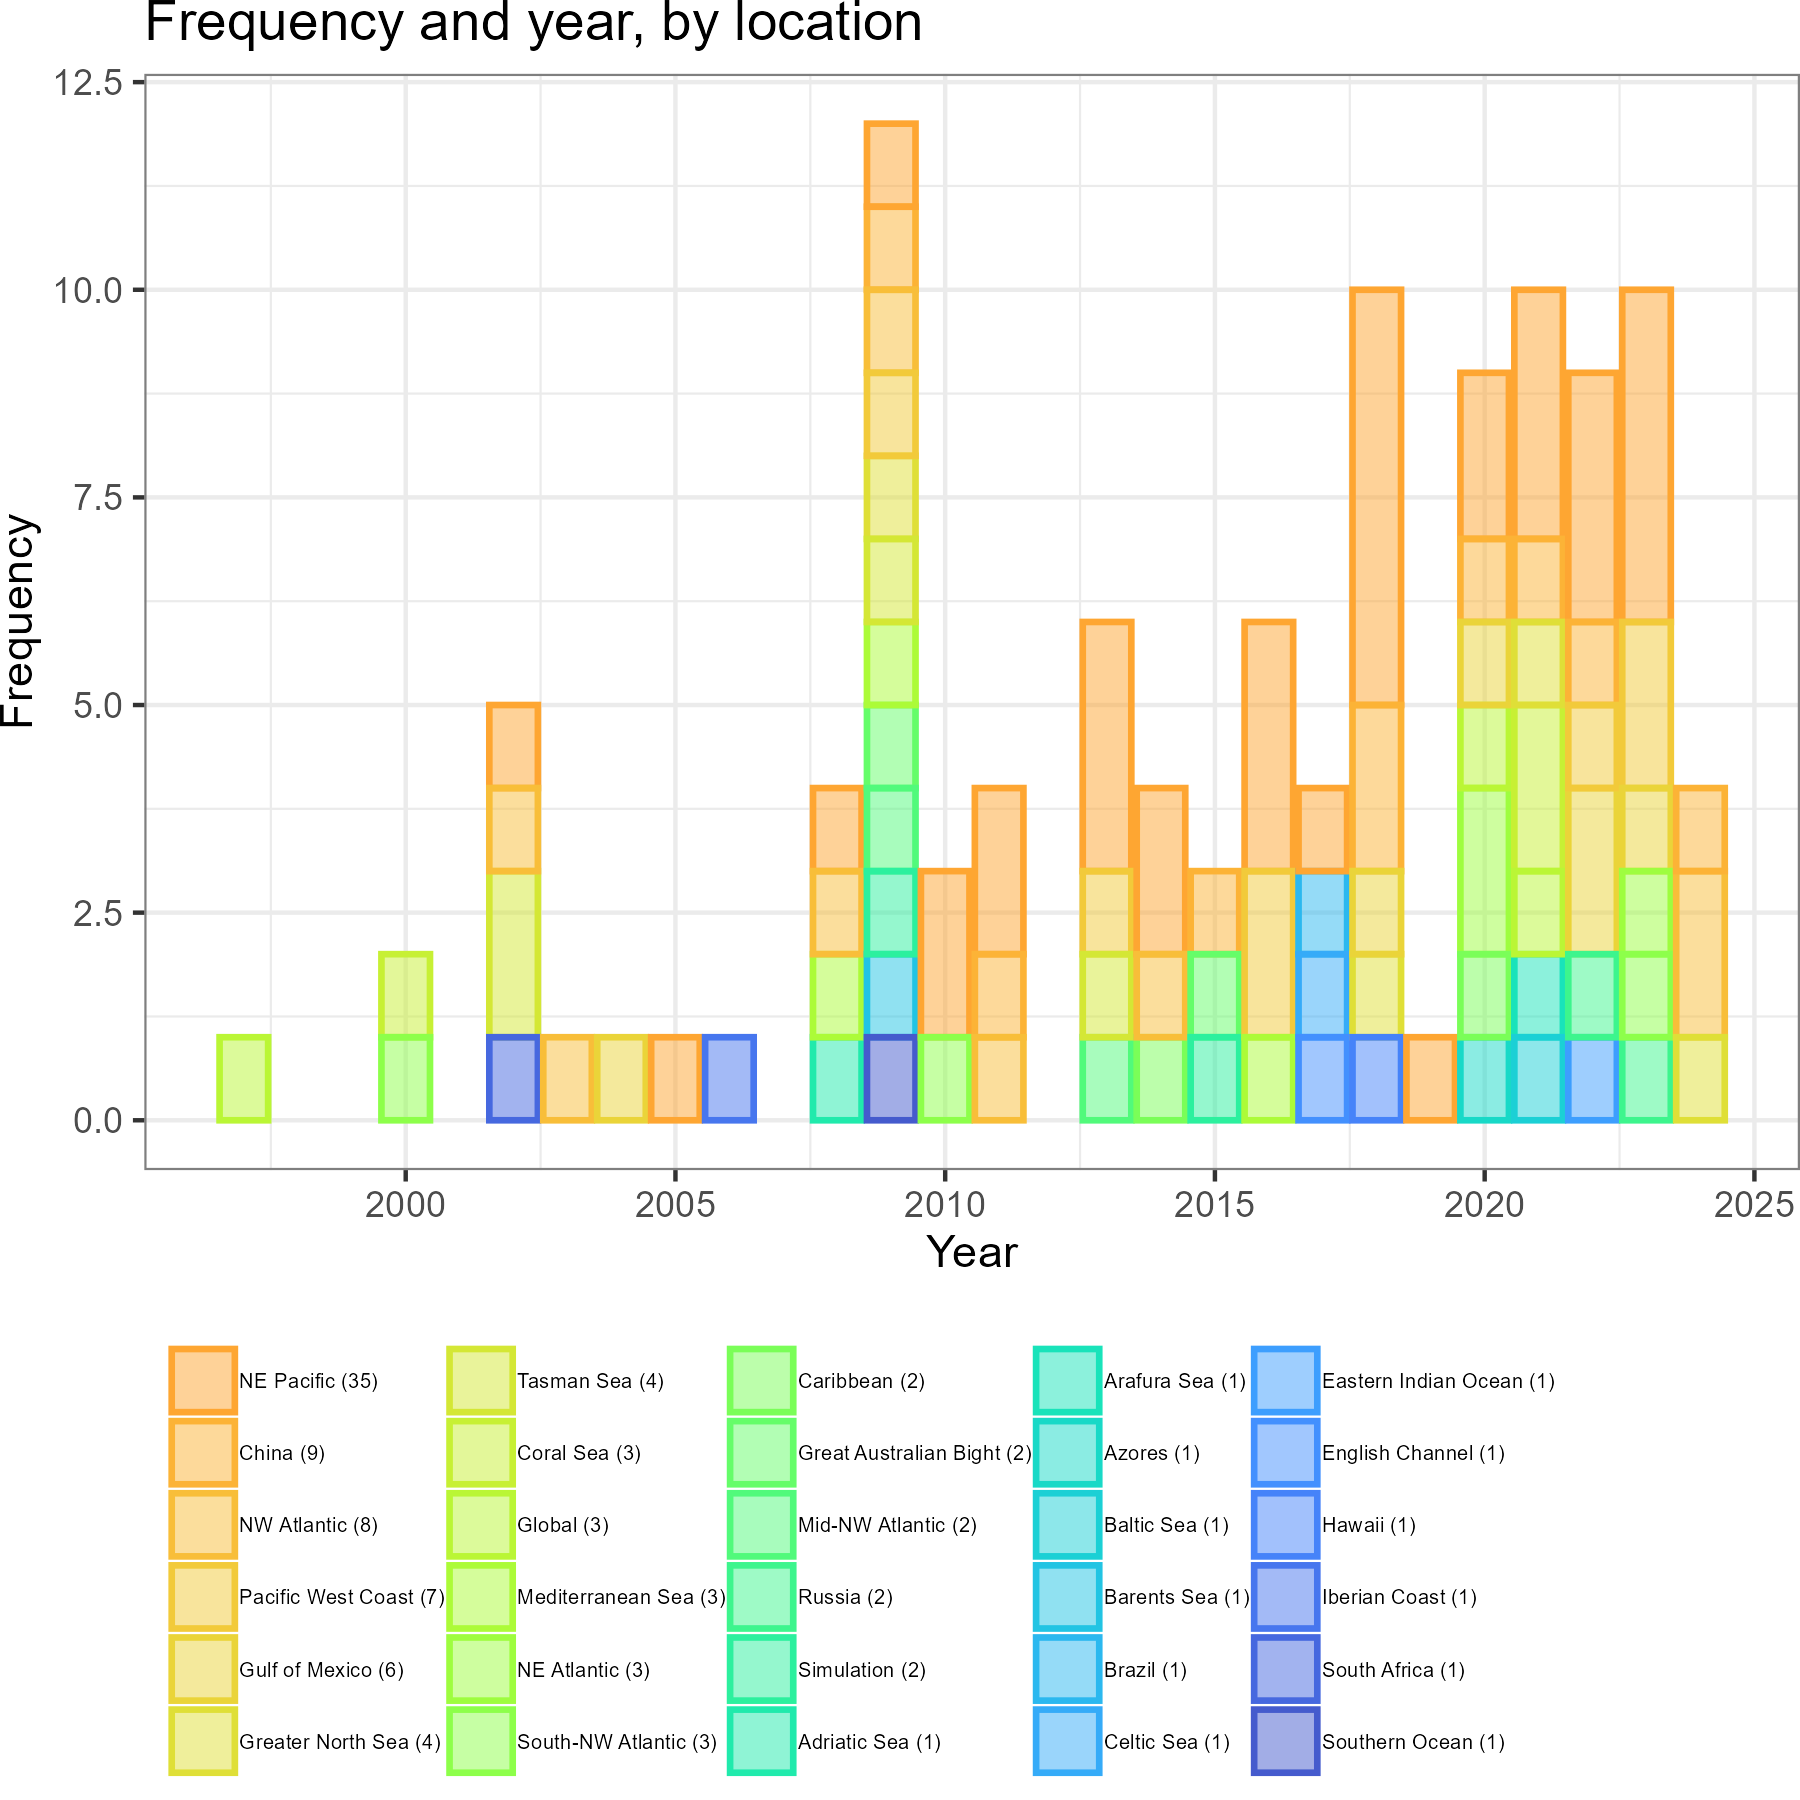 Frequency and year, by location
12.5
10.0
7.5
5.0
2.5
0.0
Frequency
2000 2005 2010 2015 2020 2025
Year
NE Pacific (35) Tasman Sea (4) Caribbean (2) Arafura Sea (1) Eastern Indian Ocean (1)
China (9) Coral Sea (3) Great Australian Bight (2) Azores (1) English Channel (1)
NW Atlantic (8) Global (3) Mid-NW Atlantic (2) Baltic Sea (1) Hawaii (1)
Pacific West Coast (7) Mediterranean Sea (3) Russia (2) Barents Sea (1) Iberian Coast (1)
Gulf of Mexico (6) NE Atlantic (3) Simulation (2) Brazil (1) South Africa (1)
Greater North Sea (4) South-NW Atlantic (3) Adriatic Sea (1) Celtic Sea (1) Southern Ocean (1)